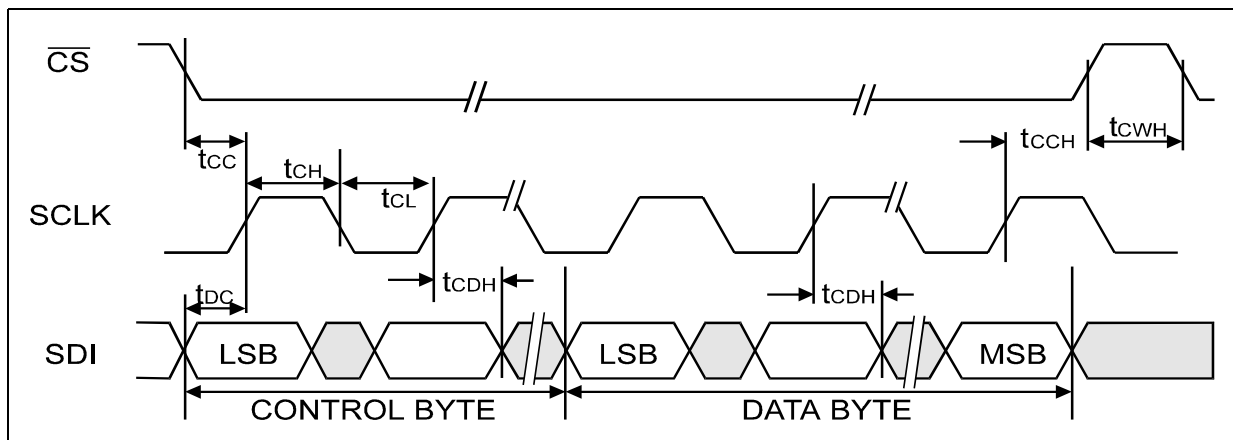 CS
tCC
tCH
tCL
tCCH
tCWH
SCLK
tDC
tCDH
tCDH
SDI
LSB
LSB
MSB
CONTROL BYTE
DATA BYTE